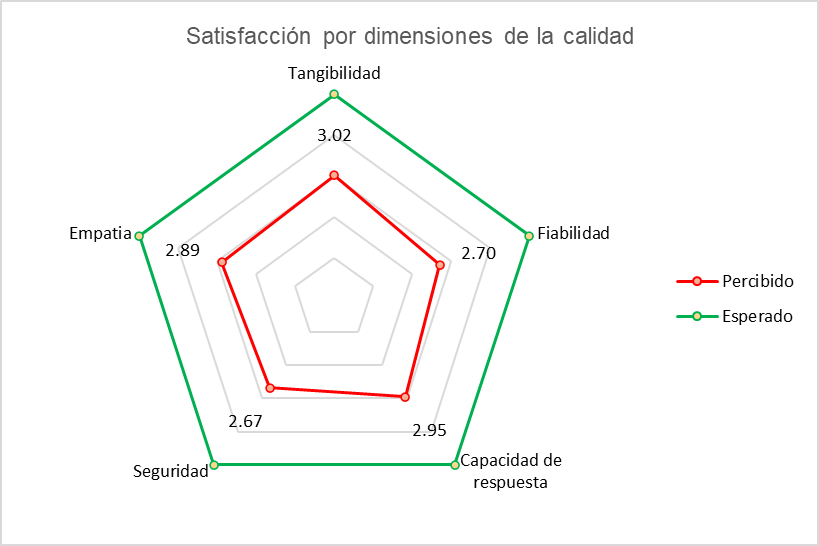 Satisfacción por dimensiones de la calidad
Tangibilidad
3.02
Empatia
2.89
2.70
Fiabilidad
Percibido
Esperado
2.67
2.95
Seguridad
Capacidad de
respuesta